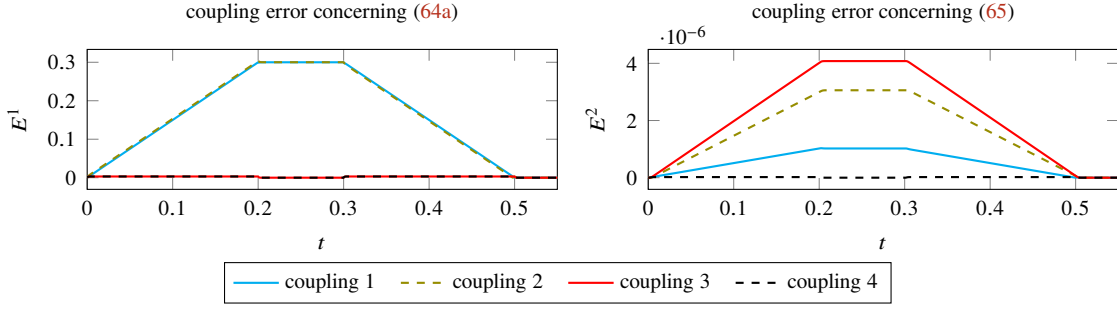 coupling error concerning (64a)
coupling error concerning (65)
·10⁻⁶
E¹
0.3
0.2
0.1
0
0 0.1 0.2 0.3 0.4 0.5
t
E²
4
2
0
0 0.1 0.2 0.3 0.4 0.5
t
coupling 1 coupling 2 coupling 3 coupling 4